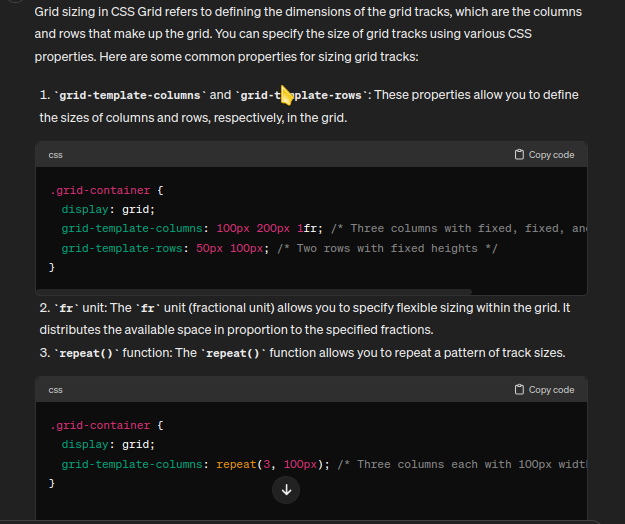 Grid sizing in CSS Grid refers to defining the dimensions of the grid tracks, which are the columns
and rows that make up the grid. You can specify the size of grid tracks using various CSS
properties. Here are some common properties for sizing grid tracks:
1. `grid-template-columns` and `grid-template-rows`: These properties allow you to define
the sizes of columns and rows, respectively, in the grid.
css
Copy code
.grid-container {
display: grid;
grid-template-columns: 100px 200px 1fr; /* Three columns with fixed, fixed, an
grid-template-rows: 50px 100px; /* Two rows with fixed heights */
}
2. `fr` unit: The `fr` unit (fractional unit) allows you to specify flexible sizing within the grid. It
distributes the available space in proportion to the specified fractions.
3. `repeat()` function: The `repeat()` function allows you to repeat a pattern of track sizes.
css
Copy code
.grid-container {
display: grid;
grid-template-columns: repeat(3, 100px); /* Three columns each with 100px widt
}